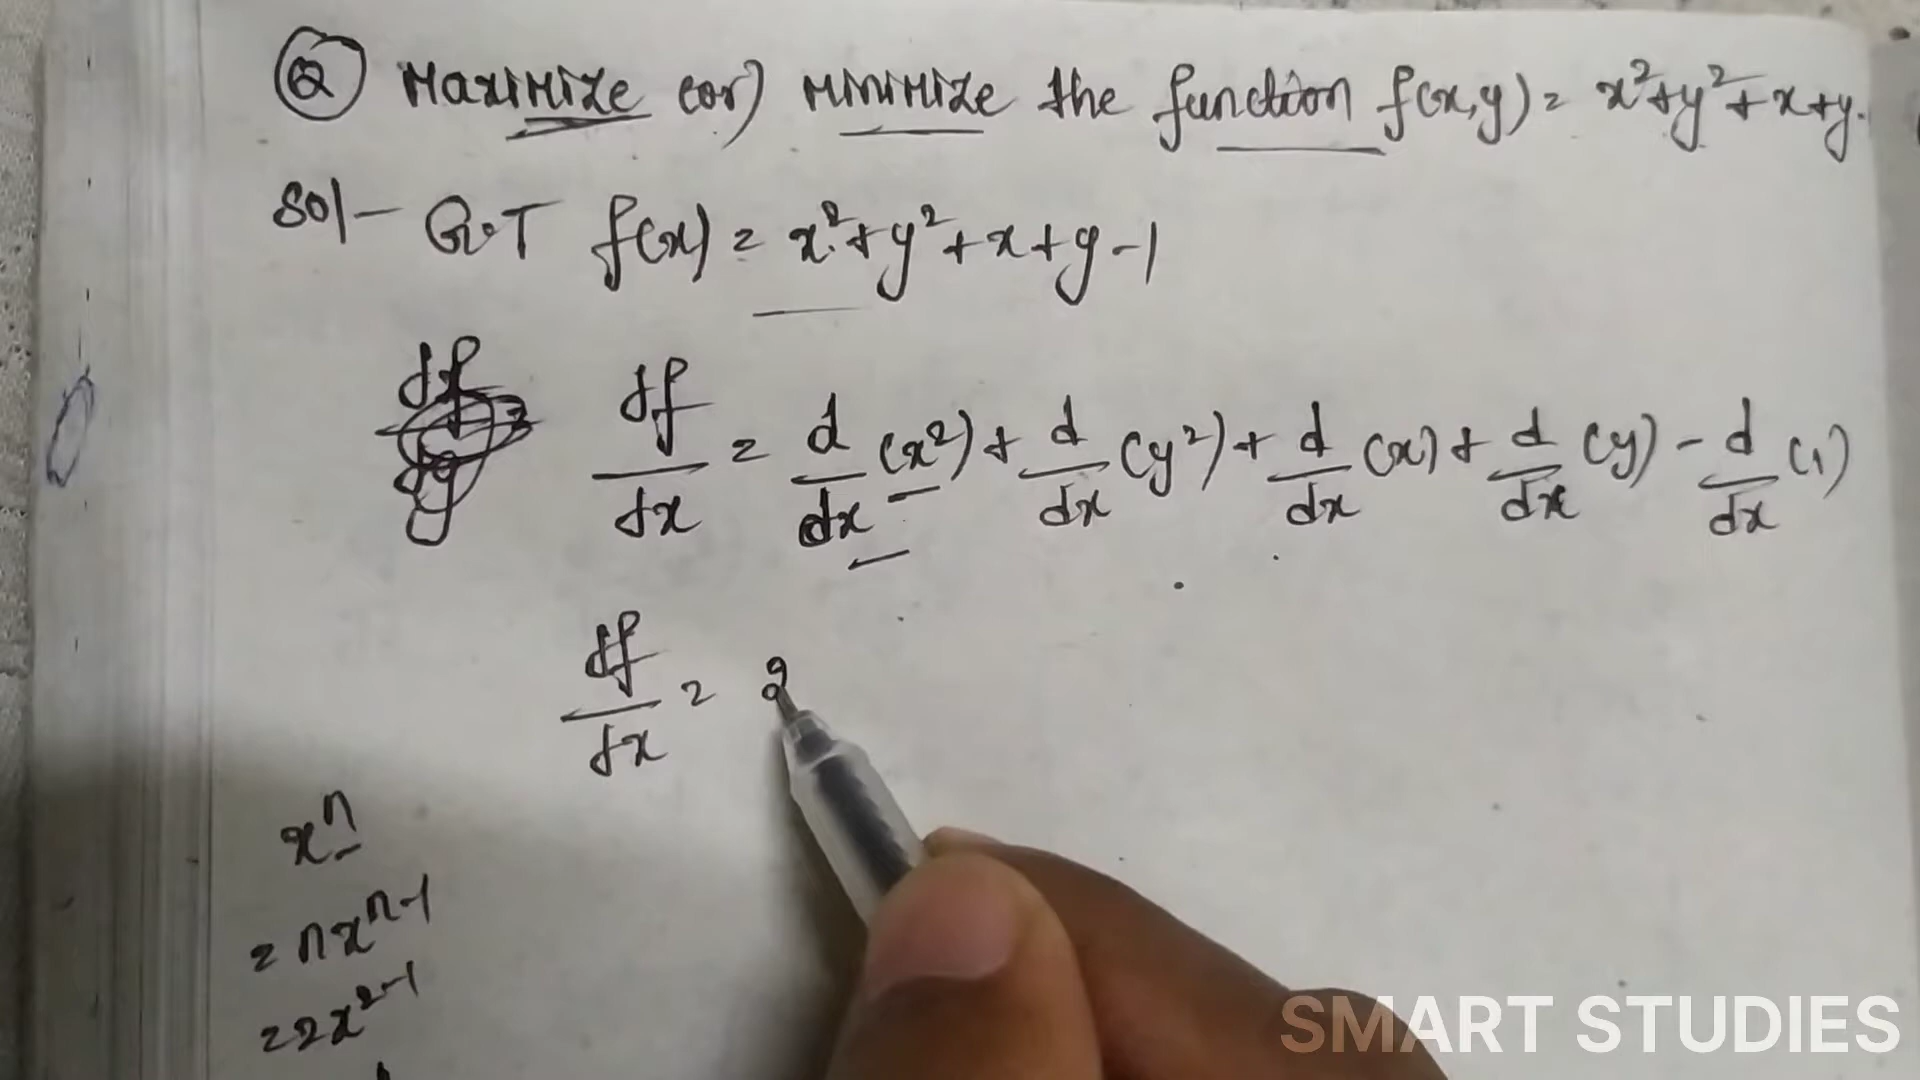 Q Maximize (or) minimize the function f(x,y) = x²+y²+x+y.
Sol- G.T f(x) = x²+y²+x+y-1
df/dx = d/dx (x²) + d/dx (y²) + d/dx (x) + d/dx (y) - d/dx (1)
df/dx = 2
xⁿ
= nxⁿ⁻¹
= 2x²⁻¹
SMART STUDIES